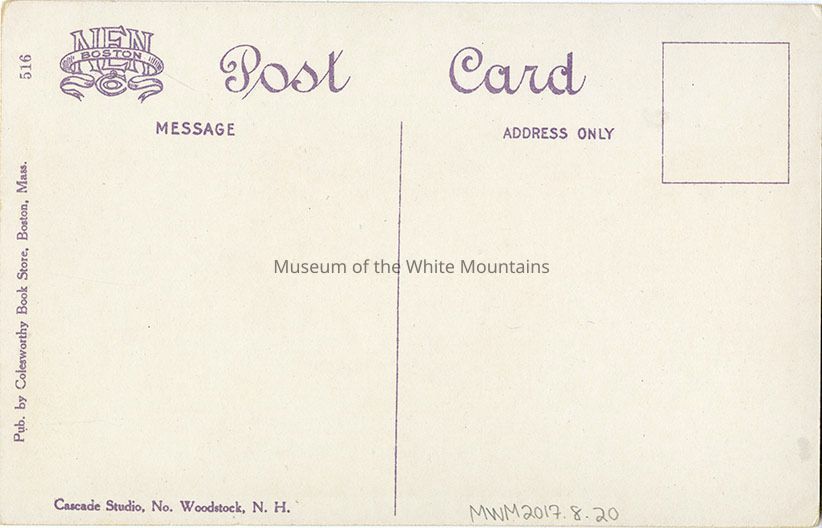 516
NEN
BOSTON
Post Card
MESSAGE
ADDRESS ONLY
Pub. by Colesworthy Book Store, Boston, Mass.
Museum of the White Mountains
Cascade Studio, No. Woodstock, N. H.
MWM2017.8.20